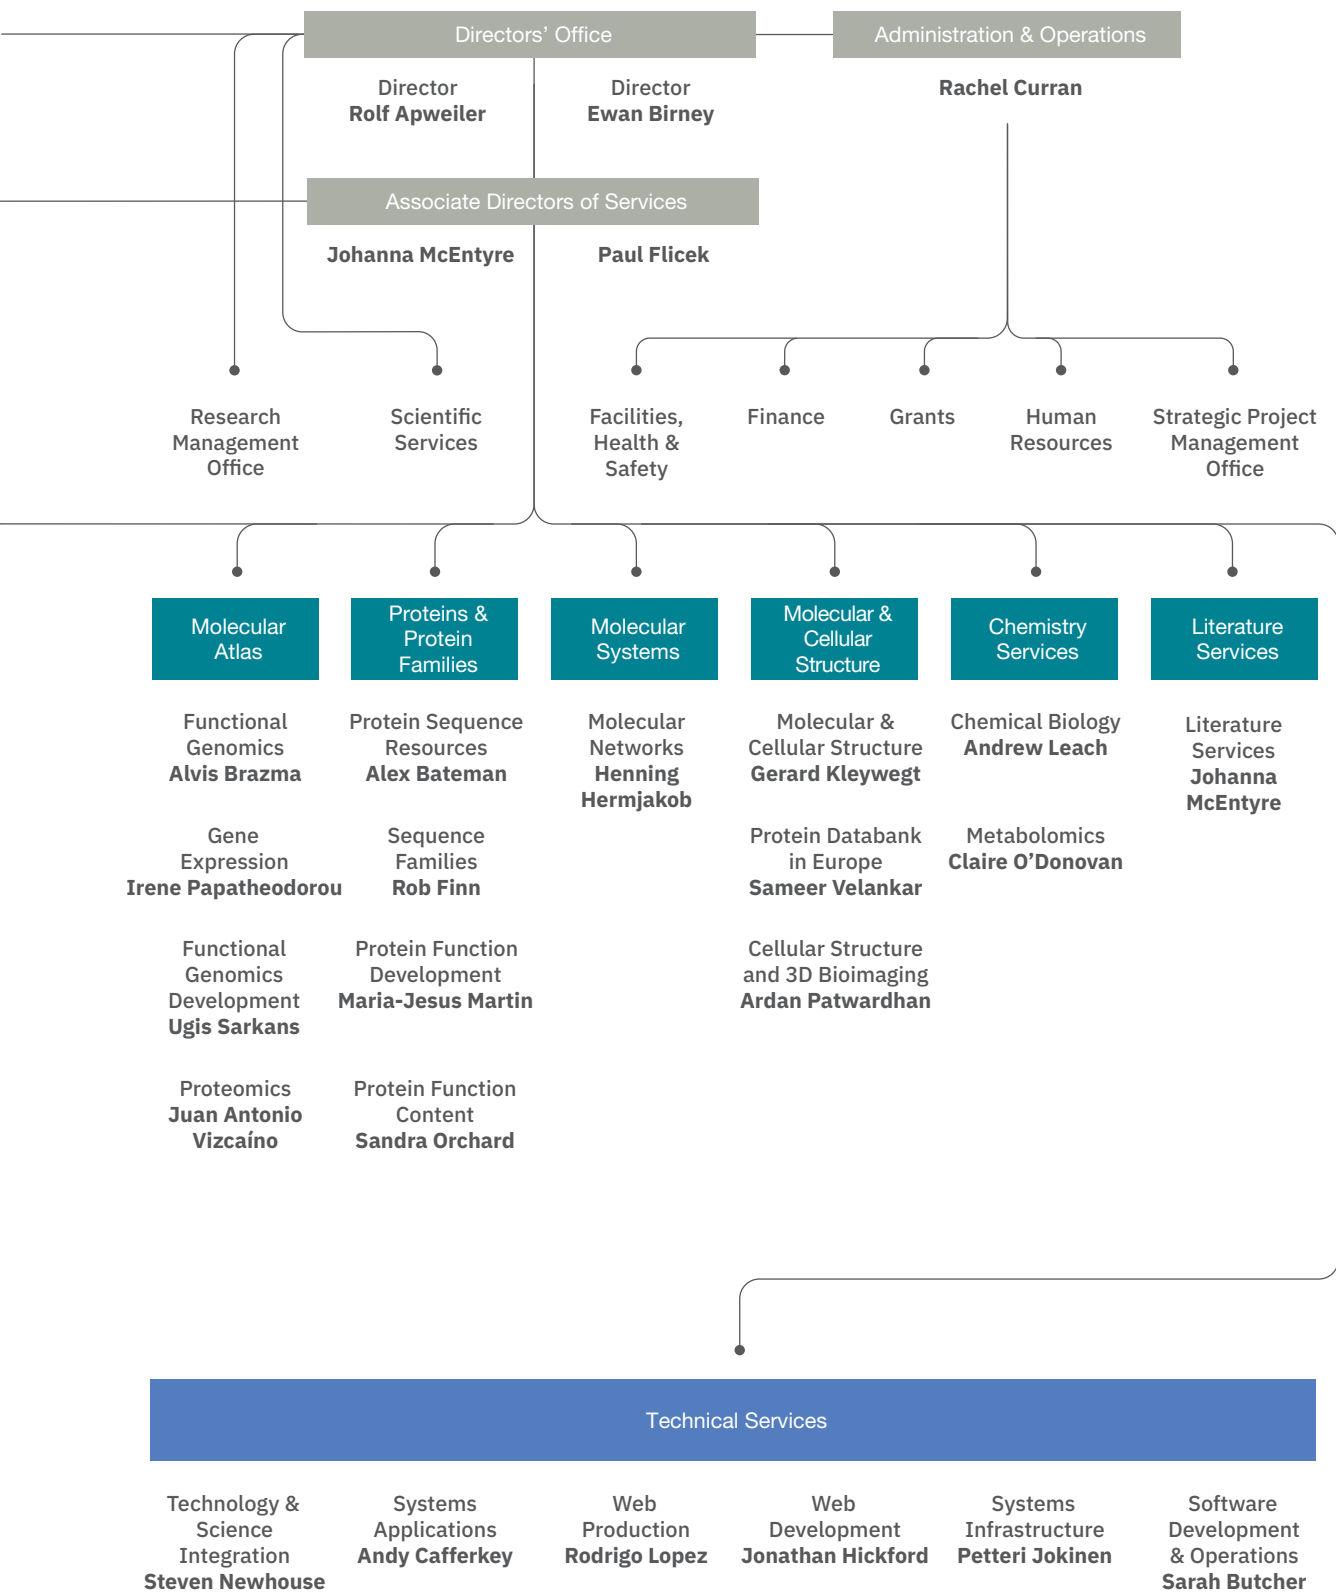 Directors’ Office
Administration & Operations
Director
Rolf Apweiler
Director
Ewan Birney
Rachel Curran
Associate Directors of Services
Johanna McEntyre
Paul Flicek
Research
Management
Office
Scientific
Services
Facilities,
Health &
Safety
Finance
Grants
Human
Resources
Strategic Project
Management
Office
Molecular
Atlas
Functional
Genomics
Alvis Brazma
Gene
Expression
Irene Papatheodorou
Functional
Genomics
Development
Ugis Sarkans
Proteomics
Juan Antonio
Vizcaíno
Proteins &
Protein
Families
Protein Sequence
Resources
Alex Bateman
Sequence
Families
Rob Finn
Protein Function
Development
Maria-Jesus Martin
Protein Function
Content
Sandra Orchard
Molecular
Systems
Molecular
Networks
Henning
Hermjakob
Molecular &
Cellular
Structure
Molecular &
Cellular Structure
Gerard Kleywegt
Protein Databank
in Europe
Sameer Velankar
Cellular Structure
and 3D Bioimaging
Ardan Patwardhan
Chemistry
Services
Chemical Biology
Andrew Leach
Metabolomics
Claire O’Donovan
Literature
Services
Literature
Services
Johanna
McEntyre
Technical Services
Technology &
Science
Integration
Steven Newhouse
Systems
Applications
Andy Cafferkey
Web
Production
Rodrigo Lopez
Web
Development
Jonathan Hickford
Systems
Infrastructure
Petteri Jokinen
Software
Development
& Operations
Sarah Butcher